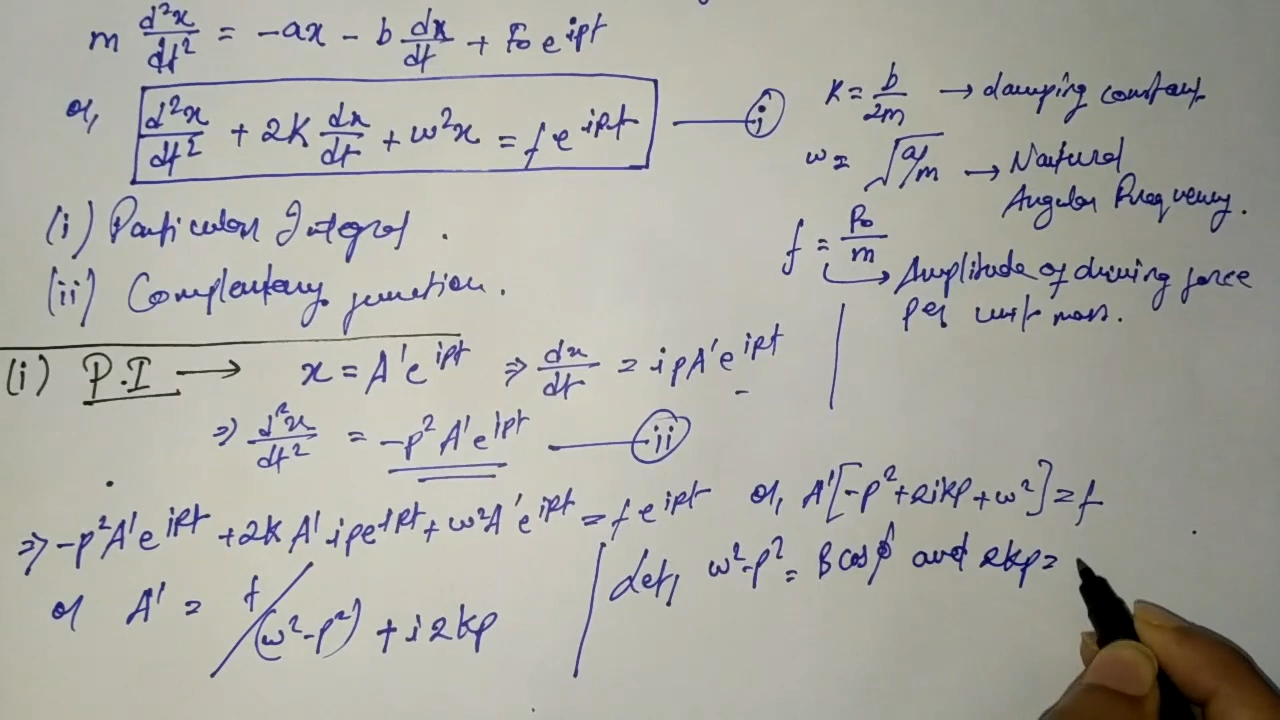 m d²x/dt² = -ax - b dx/dt + F₀ e^ipt
or, d²x/dt² + 2K dx/dt + ω²x = f e^ipt —— (i)
K = b/2m → damping constant
ω = √a/m → Natural
Angular Frequency.
f = F₀/m
→ Amplitude of driving force
per unit mass.
(i) Particular Integral .
(ii) Complentary function.
(i) P.I → x = A'e^ipt ⇒ dx/dt = ipA'e^ipt
⇒ d²x/dt² = -p²A'e^ipt —— (ii)
⇒ -p²A'e^ipt + 2KA' ipe^ipt + ω²A'e^ipt = f e^ipt or, A'[-p²+2ikp+ω²] = f
or A' = f/(ω²-p²) + i2kp
let, ω²-p² = B cosϕ and 2kp =